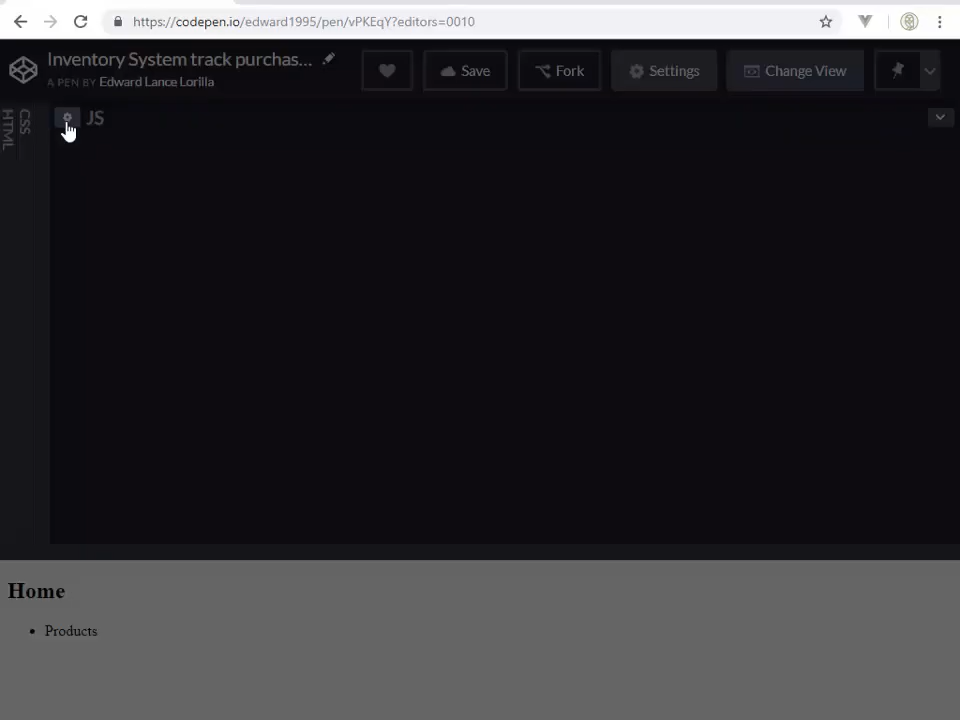 https://codepen.io/edward1995/pen/vPKEqY?editors=0010
Inventory System track purchas...
A PEN BY Edward Lance Lorilla
Save
Fork
Settings
Change View
HTML
CSS
JS
Home
Products